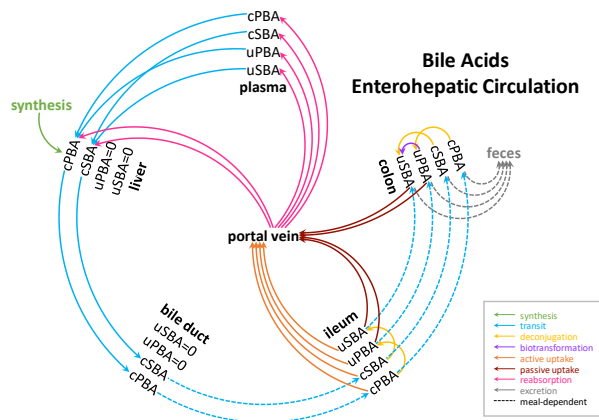 cPBA
cSBA
uPBA
uSBA
plasma
Bile Acids
Enterohepatic Circulation
synthesis
cPBA
cSBA
uPBA=0
uSBA=0
liver
colon
uSBA
uPBA
cSBA
cPBA
feces
portal vein
bile duct
uSBA=0
uPBA=0
cSBA
cPBA
ileum
uSBA
uPBA
cSBA
cPBA
synthesis
transit
deconjugation
biotransformation
active uptake
passive uptake
reabsorption
excretion
meal-dependent